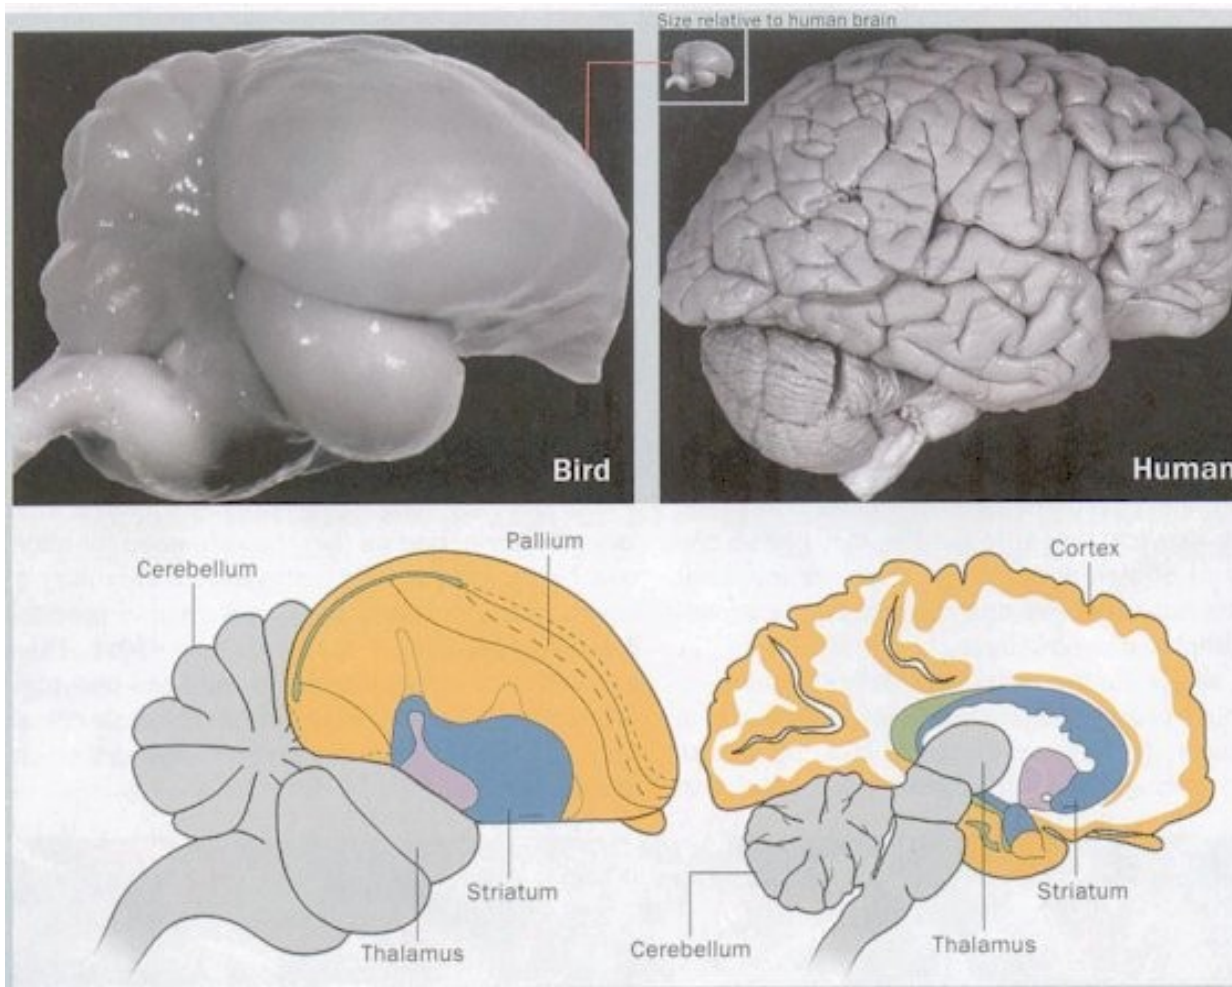 Size relative to human brain
Bird
Human
Cerebellum
Pallium
Striatum
Thalamus
Cortex
Cerebellum
Thalamus
Striatum